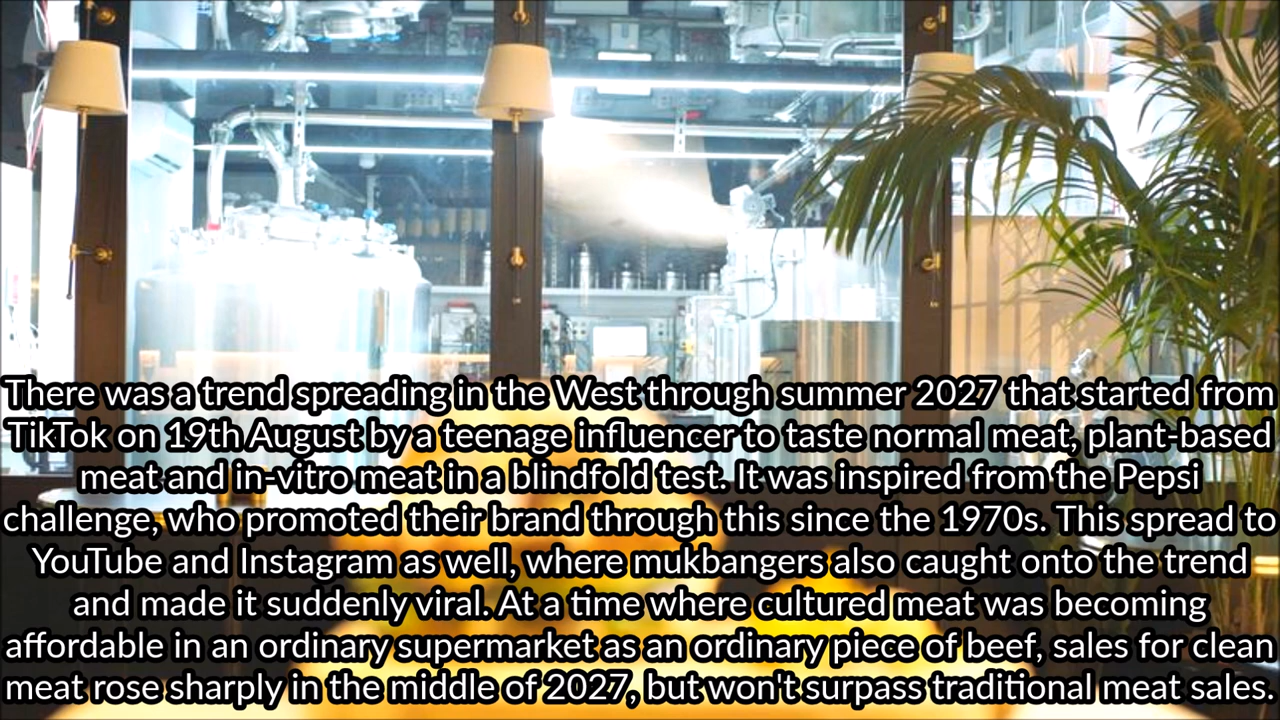 There was a trend spreading in the West through summer 2027 that started from
TikTok on 19th August by a teenage influencer to taste normal meat, plant-based
meat and in-vitro meat in a blindfold test. It was inspired from the Pepsi
challenge, who promoted their brand through this since the 1970s. This spread to
YouTube and Instagram as well, where mukbangers also caught onto the trend
and made it suddenly viral. At a time where cultured meat was becoming
affordable in an ordinary supermarket as an ordinary piece of beef, sales for clean
meat rose sharply in the middle of 2027, but won't surpass traditional meat sales.